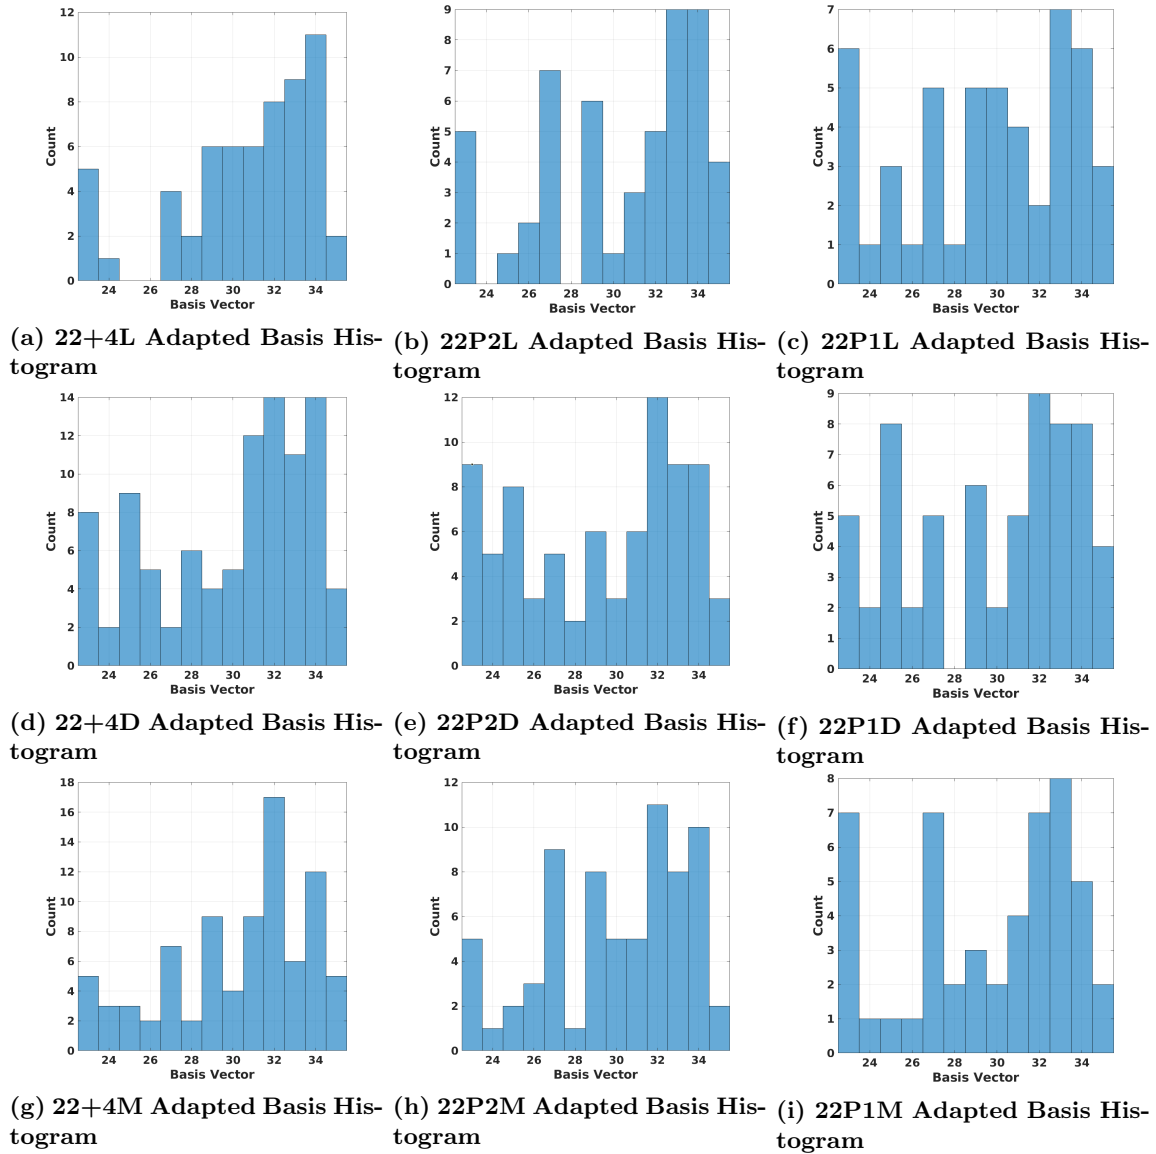 12
10
8
6
4
2
0
Count
24 26 28 30 32 34
Basis Vector
(a) 22+4L Adapted Basis His-
togram
9
8
7
6
5
4
3
2
1
0
Count
24 26 28 30 32 34
Basis Vector
(b) 22P2L Adapted Basis His-
togram
7
6
5
4
3
2
1
0
Count
24 26 28 30 32 34
Basis Vector
(c) 22P1L Adapted Basis His-
togram
14
12
10
8
6
4
2
0
Count
24 26 28 30 32 34
Basis Vector
(d) 22+4D Adapted Basis His-
togram
12
10
8
6
4
2
0
Count
24 26 28 30 32 34
Basis Vector
(e) 22P2D Adapted Basis His-
togram
9
8
7
6
5
4
3
2
1
0
Count
24 26 28 30 32 34
Basis Vector
(f) 22P1D Adapted Basis His-
togram
18
16
14
12
10
8
6
4
2
0
Count
24 26 28 30 32 34
Basis Vector
(g) 22+4M Adapted Basis His-
togram
12
10
8
6
4
2
0
Count
24 26 28 30 32 34
Basis Vector
(h) 22P2M Adapted Basis His-
togram
8
7
6
5
4
3
2
1
0
Count
24 26 28 30 32 34
Basis Vector
(i) 22P1M Adapted Basis His-
togram